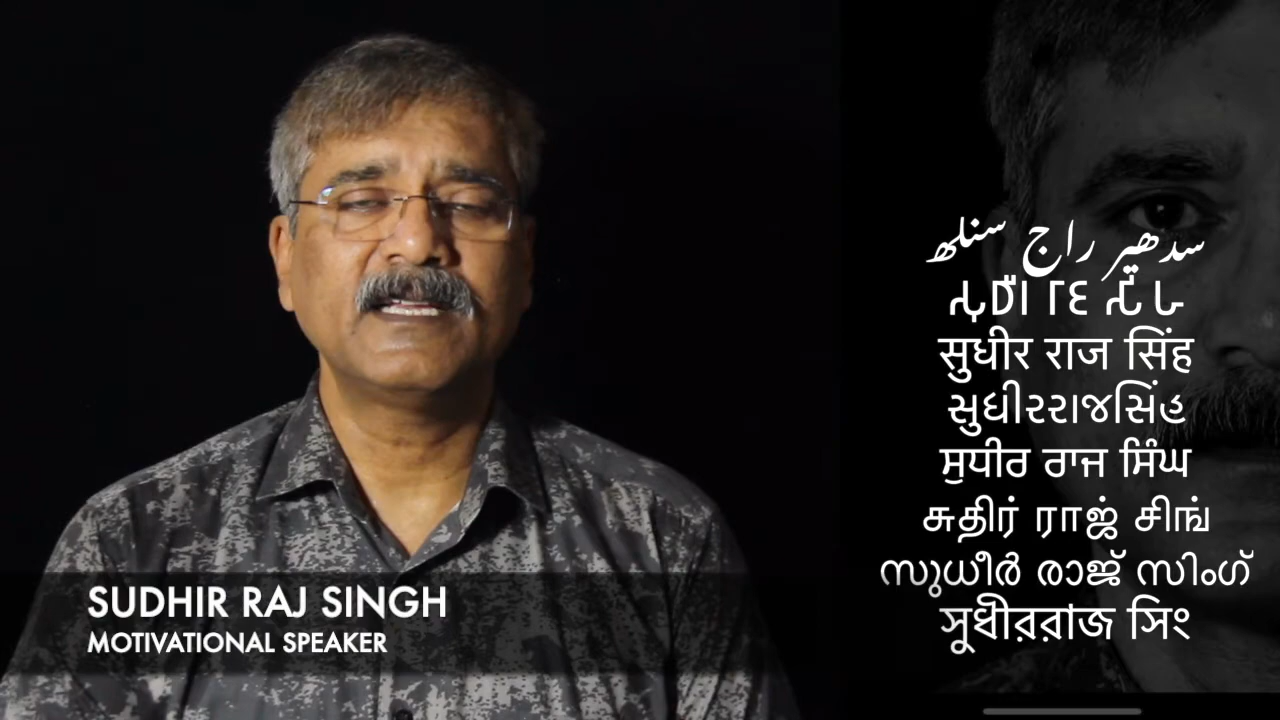 سدھیر راج سنلھ
𑀲𑀼𑀥𑀻𑀭 𑀭𑀸𑀚 𑀲𑀺𑀁𑀳
सुधीर राज सिंह
સુધીરરાજસિંહ
ਸੁਧੀਰ ਰਾਜ ਸਿੰਘ
சுதிர் ராஜ் சிங்
സുധീർ രാജ് സിംഗ്
সুধীররাজ সিং
SUDHIR RAJ SINGH
MOTIVATIONAL SPEAKER